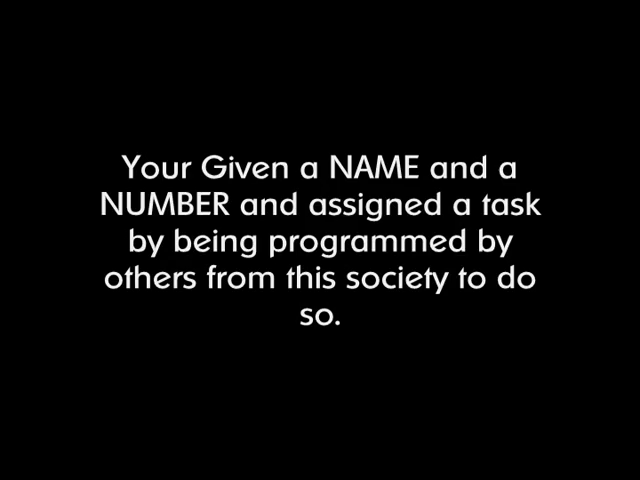 Your Given a NAME and a
NUMBER and assigned a task
by being programmed by
others from this society to do
so.